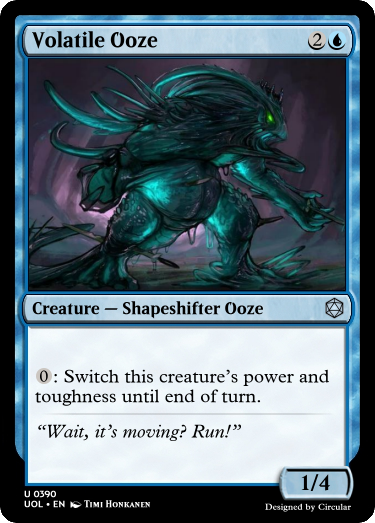 Volatile Ooze 2
Creature — Shapeshifter Ooze
0: Switch this creature's power and
toughness until end of turn.
"Wait, it's moving? Run!"
1/4
U 0390
UOL • EN Timi Honkanen
Designed by Circular